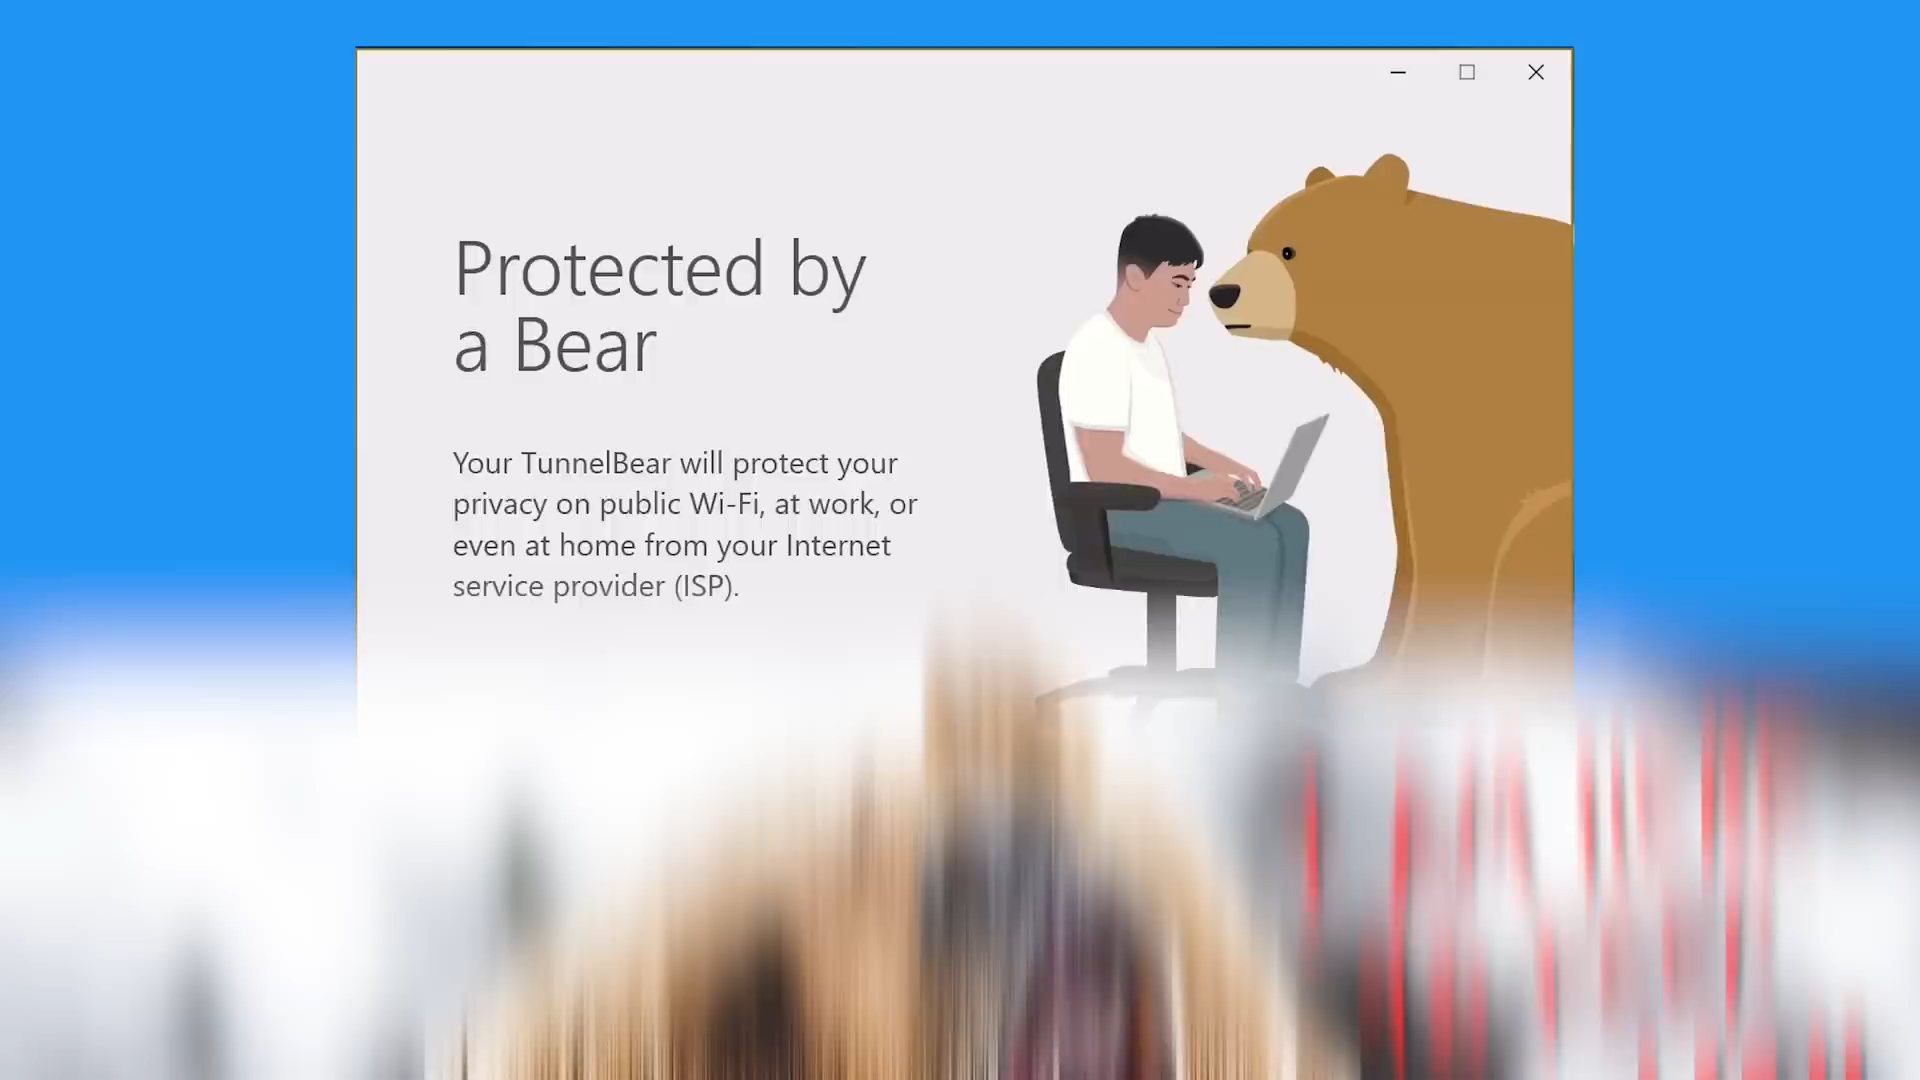 Protected by
a Bear
Your TunnelBear will protect your
privacy on public Wi-Fi, at work, or
even at home from your Internet
service provider (ISP).